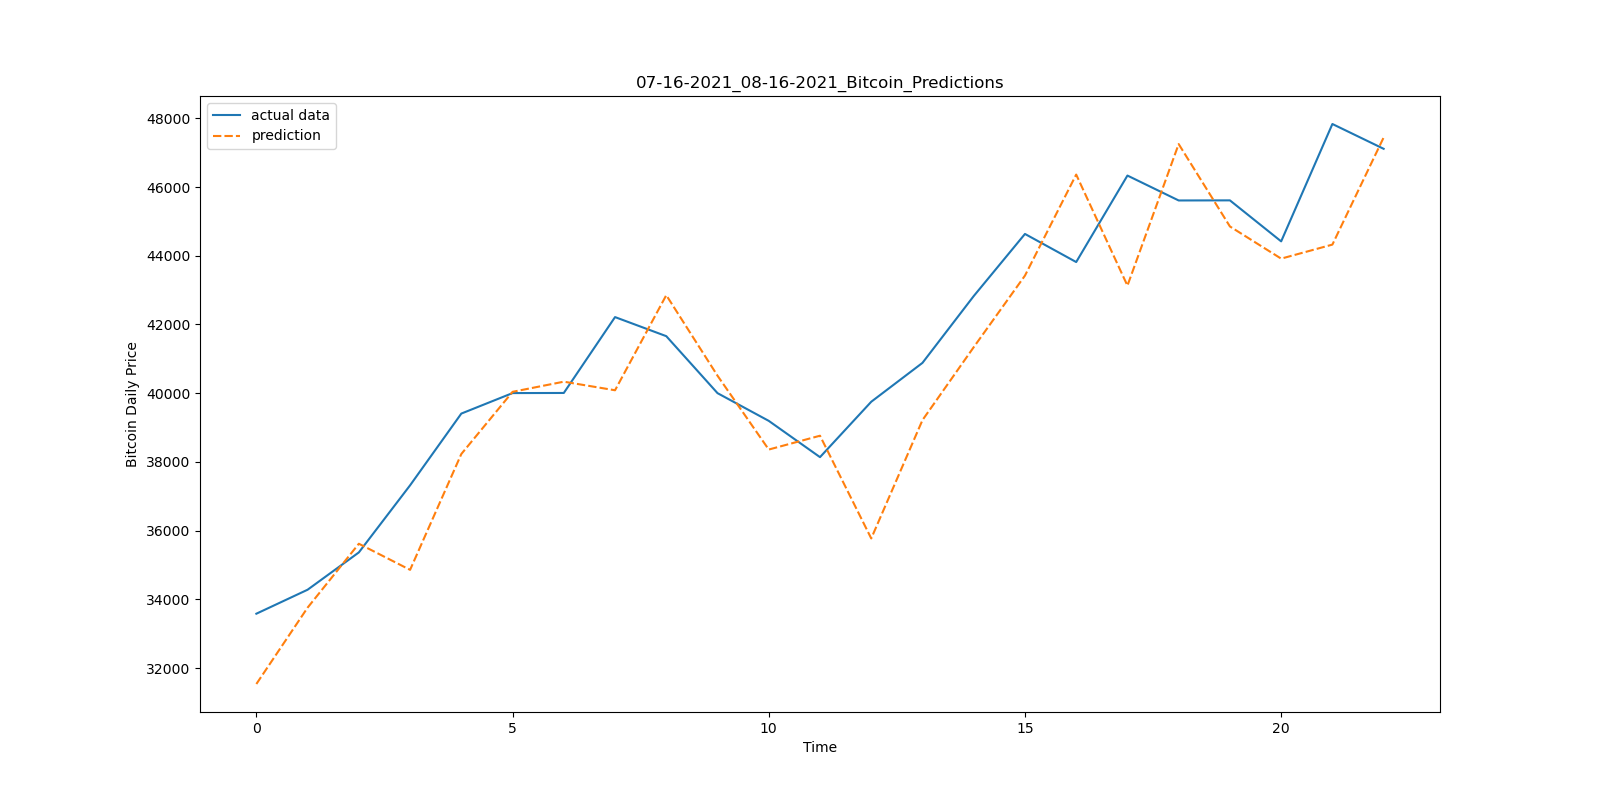 07-16-2021_08-16-2021_Bitcoin_Predictions
actual data
prediction
48000
46000
44000
42000
40000
38000
36000
34000
32000
Bitcoin Daily Price
0 5 10 15 20
Time